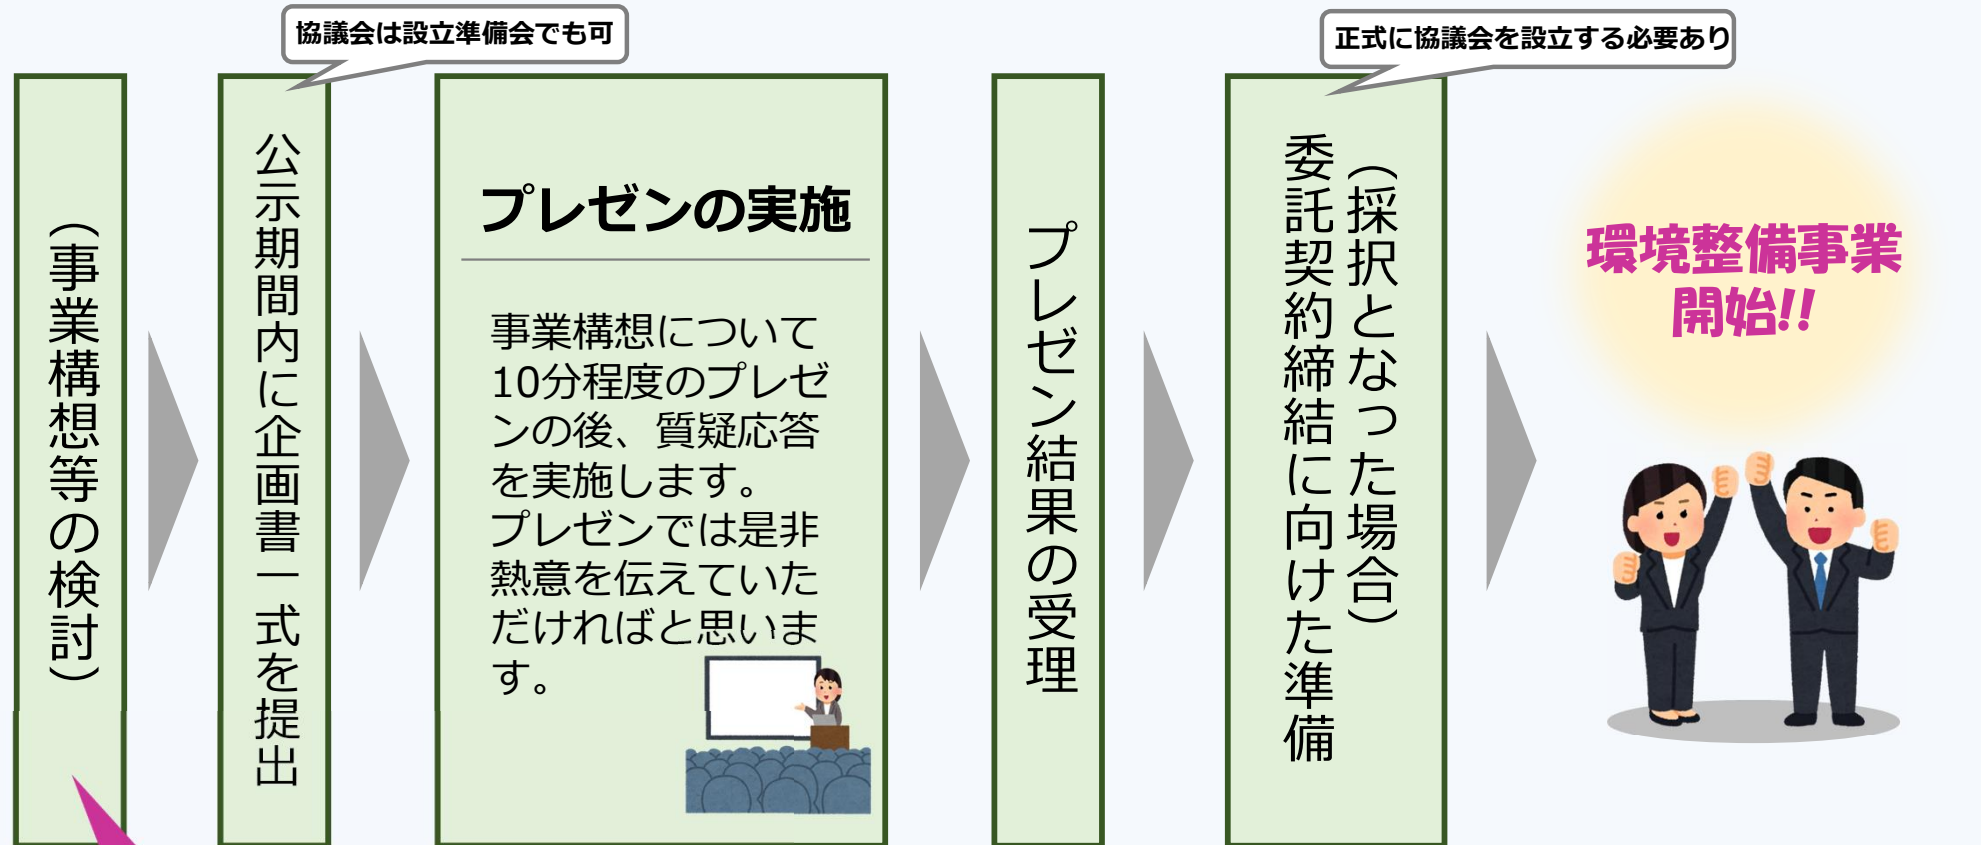 協議会は設立準備会でも可
正式に協議会を設立する必要あり
（事業構想等の検討）
公示期間内に企画書一式を提出
プレゼンの実施
事業構想について
10分程度のプレゼ
ンの後、質疑応答
を実施します。
プレゼンでは是非
熱意を伝えていた
だければと思いま
す。
プレゼン結果の受理
（採択となった場合）
委託契約締結に向けた準備
環境整備事業
開始!!